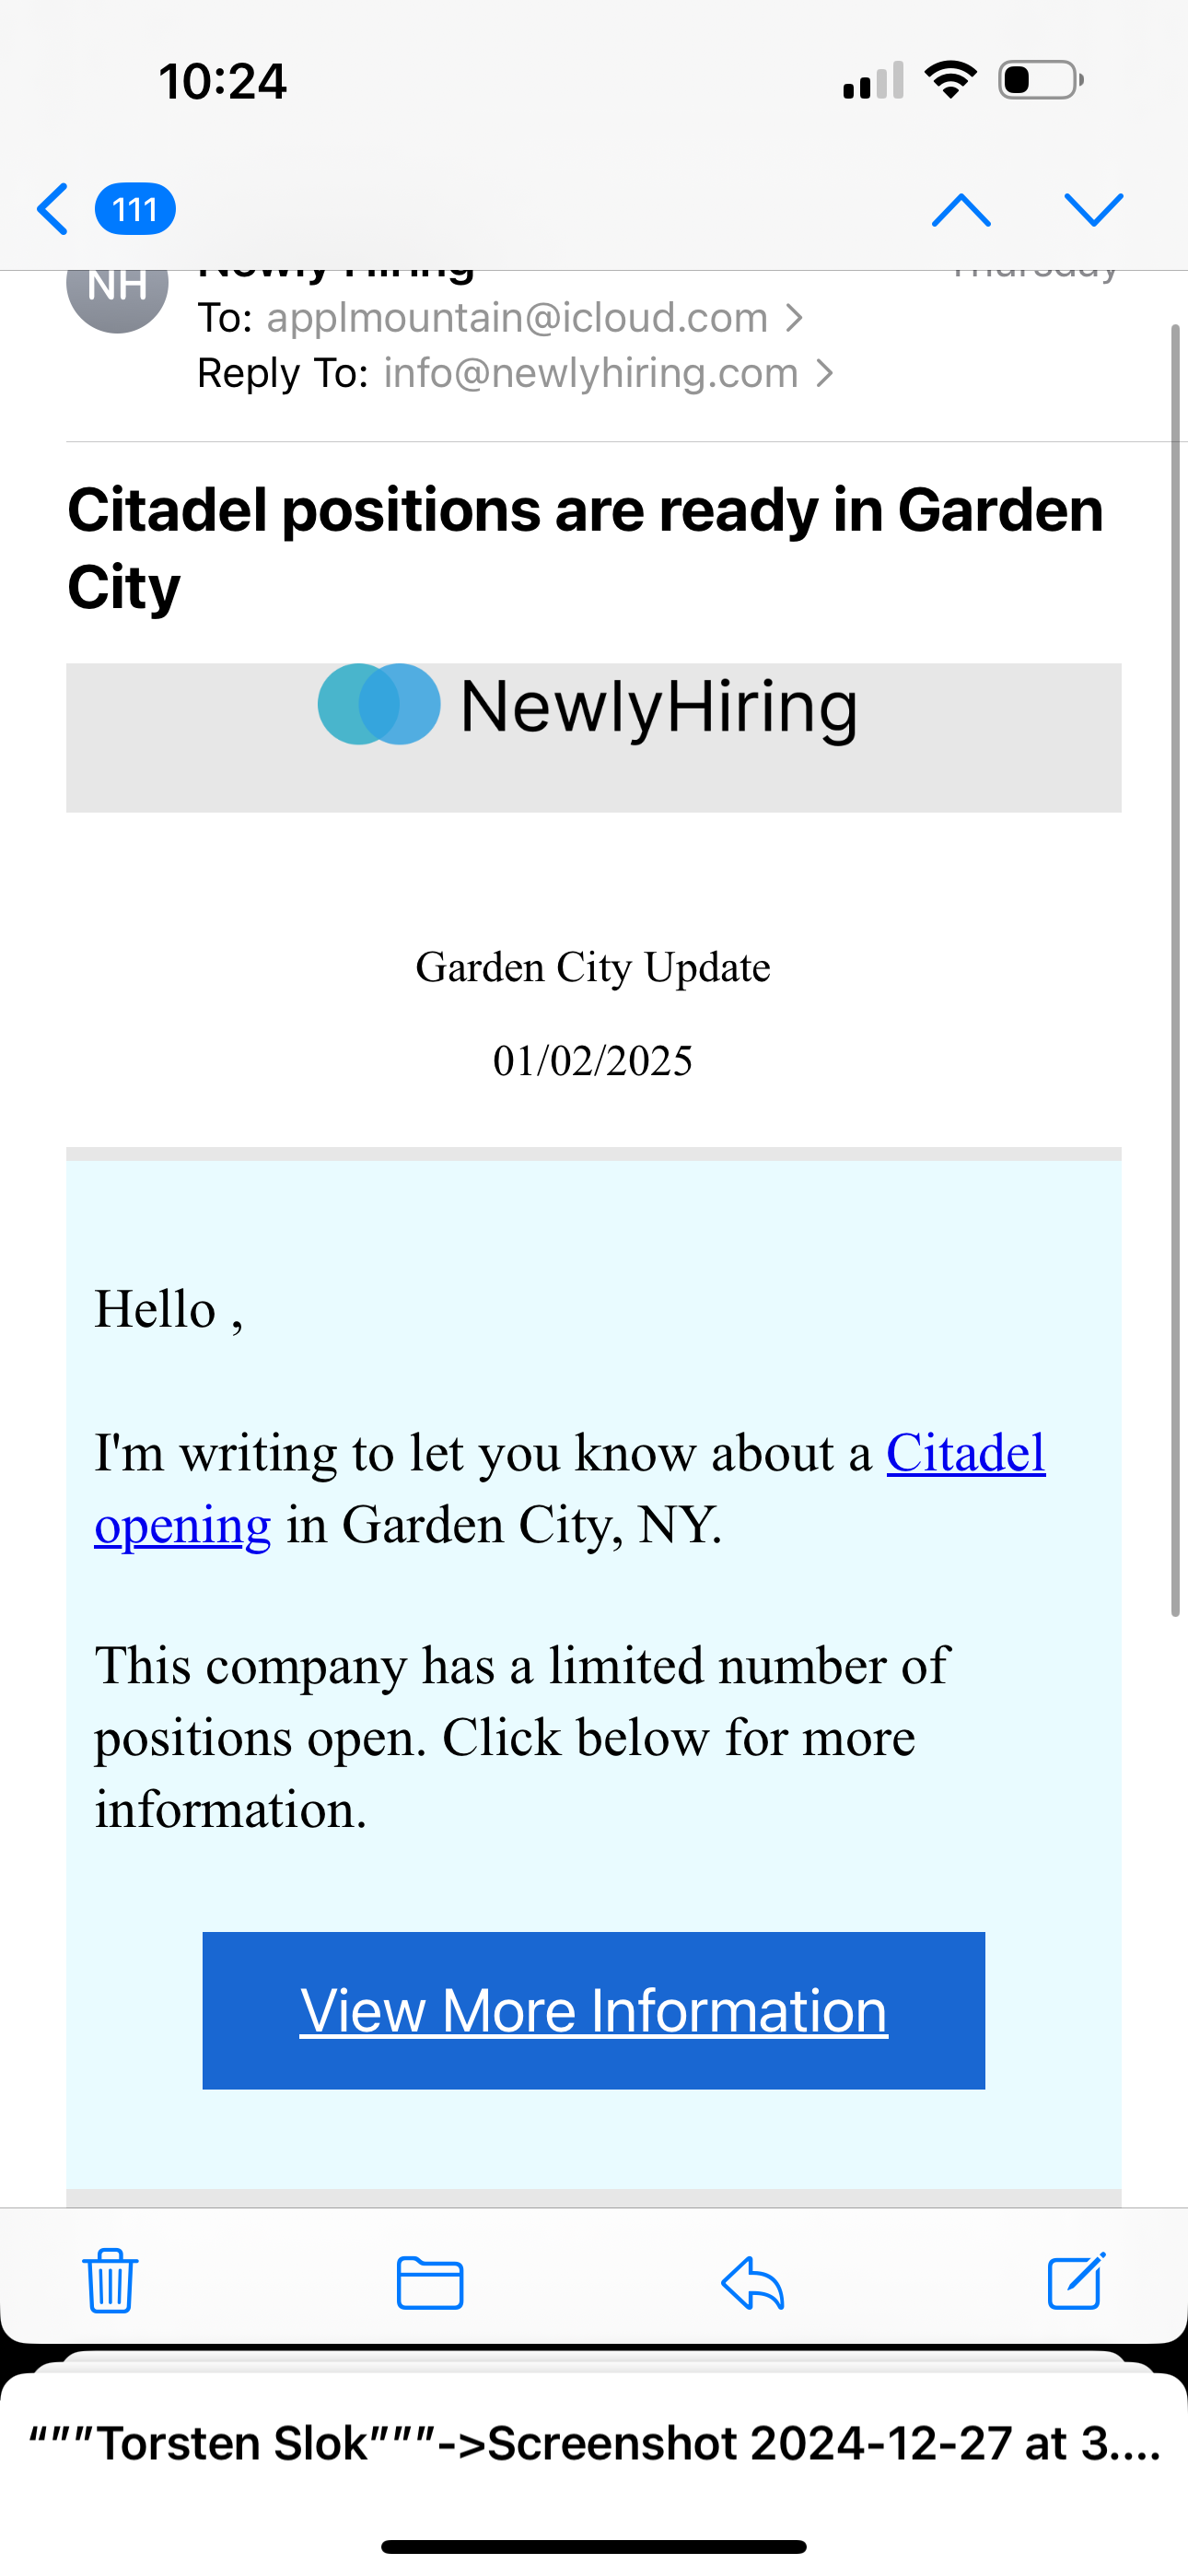 10:24
111
NH
Newly Hiring
Thursday
To: applmountain@icloud.com
Reply To: info@newlyhiring.com
Citadel positions are ready in Garden
City
NewlyHiring
Garden City Update
01/02/2025
Hello ,
I'm writing to let you know about a Citadel
opening in Garden City, NY.
This company has a limited number of
positions open. Click below for more
information.
View More Information
“””Torsten Slok”””->Screenshot 2024-12-27 at 3....